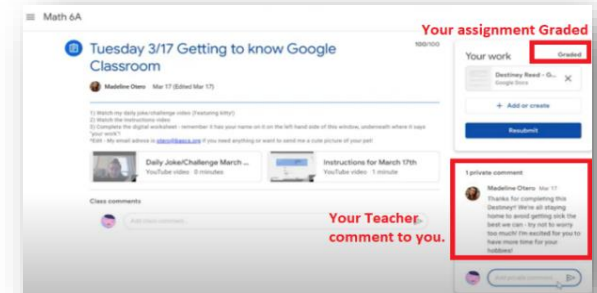 Math 6A
Your assignment Graded
Tuesday 3/17 Getting to know Google
Classroom
100/100
Madeline Otero Mar 17 (Edited Mar 17)
Your work
Graded
Destiney Reed - G...
Google Docs
+ Add or create
Resubmit
1) Watch my daily joke/challenge video (Featuring kitty!)
2) Watch the instructions video
3) Complete the digital worksheet - remember it has your name on it on the left hand side of this window, underneath where it says
"your work"!
if you need anything or want to send me a cute picture of your pet!
Daily Joke/Challenge March ...
YouTube video 0 minutes
Instructions for March 17th
YouTube video 1 minute
Class comments
Add class comment...
Your Teacher
comment to you.
1 private comment
Madeline Otero Mar 17
Thanks for completing this
Destiney! We're all staying
home to avoid getting sick the
best we can - try not to worry
too much! I'm excited for you to
have more time for your
hobbies!
Add private comment...